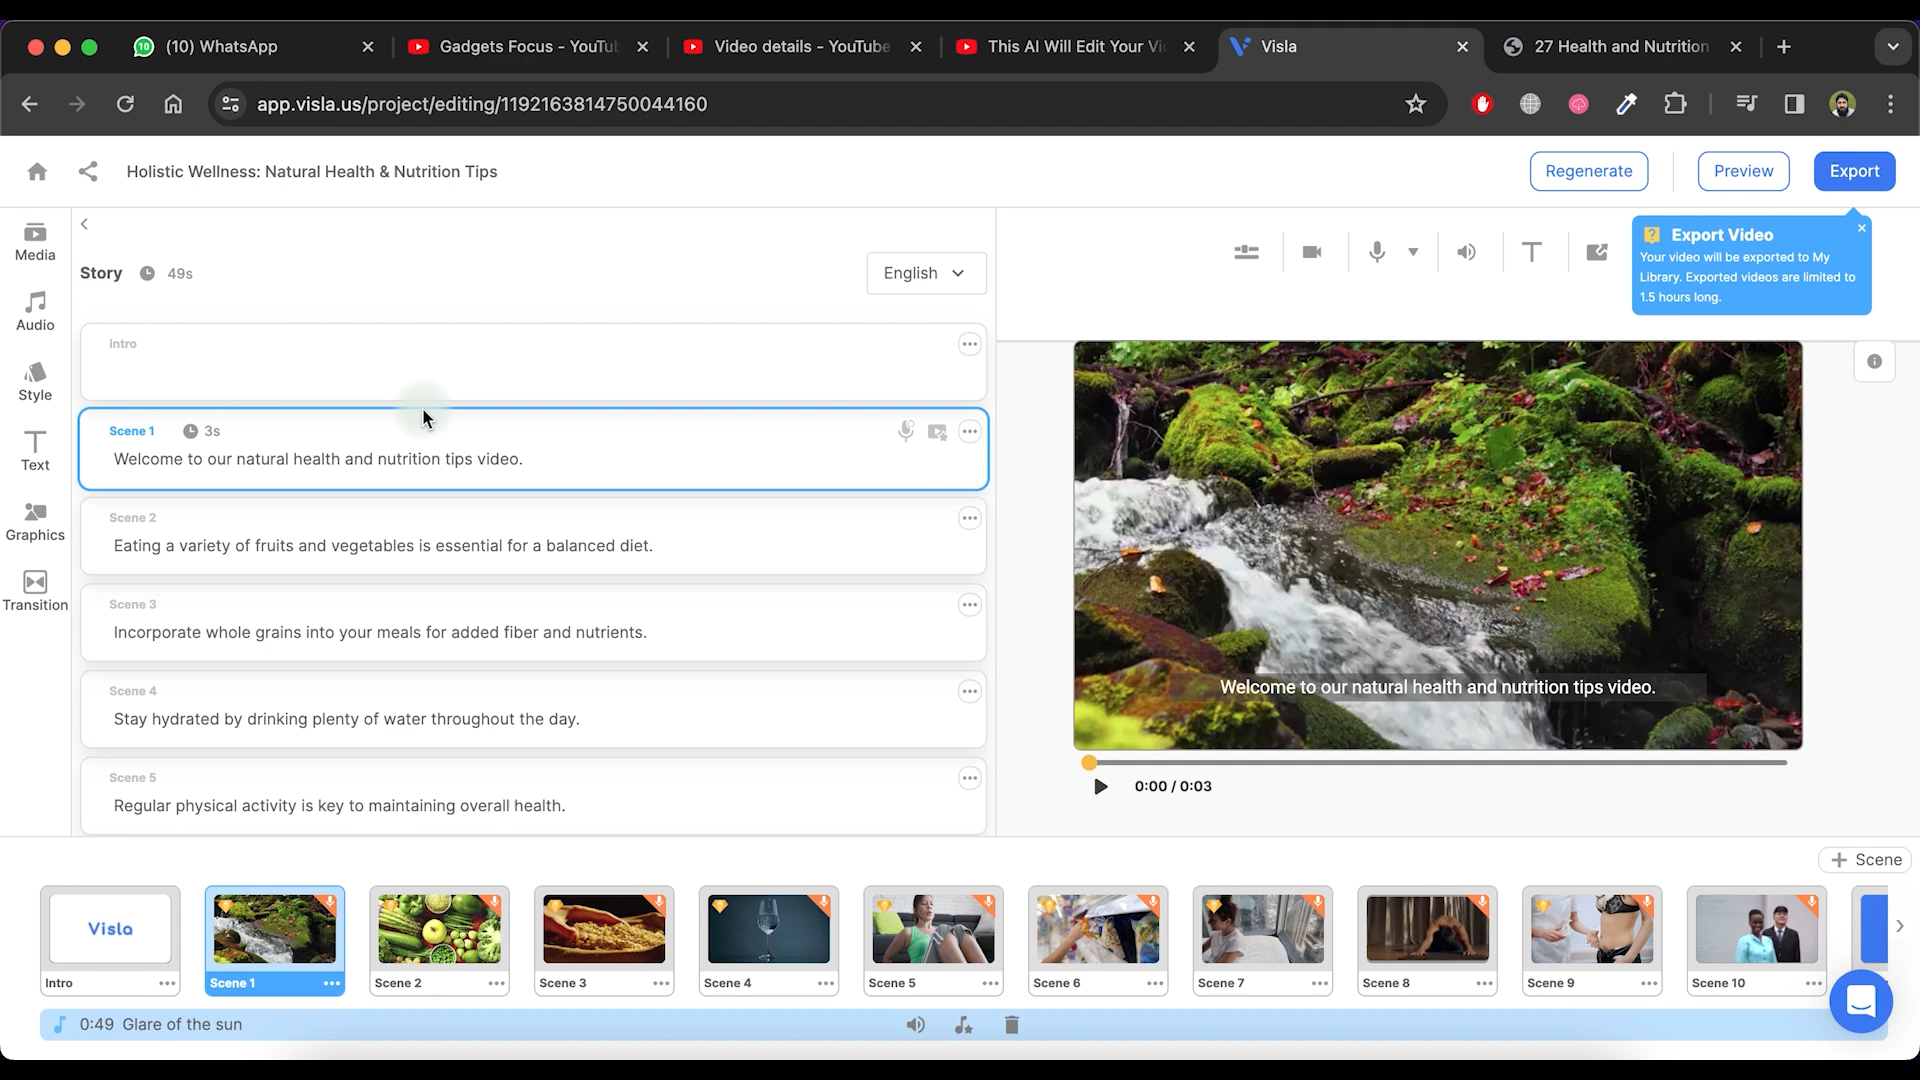 10
(10) WhatsApp
Gadgets Focus - YouTub
Video details - YouTube
This AI Will Edit Your Vi
Visla
27 Health and Nutrition
app.visla.us/project/editing/1192163814750044160
Holistic Wellness: Natural Health & Nutrition Tips
Regenerate
Preview
Export
Media
Audio
Style
Text
Graphics
Transition
Story
49s
English
Export Video
Your video will be exported to My
Library. Exported videos are limited to
1.5 hours long.
Intro
Scene 1
3s
Welcome to our natural health and nutrition tips video.
Scene 2
Eating a variety of fruits and vegetables is essential for a balanced diet.
Scene 3
Incorporate whole grains into your meals for added fiber and nutrients.
Scene 4
Stay hydrated by drinking plenty of water throughout the day.
Scene 5
Regular physical activity is key to maintaining overall health.
Welcome to our natural health and nutrition tips video.
0:00 / 0:03
+ Scene
Visla
Intro
Scene 1
Scene 2
Scene 3
Scene 4
Scene 5
Scene 6
Scene 7
Scene 8
Scene 9
Scene 10
0:49 Glare of the sun